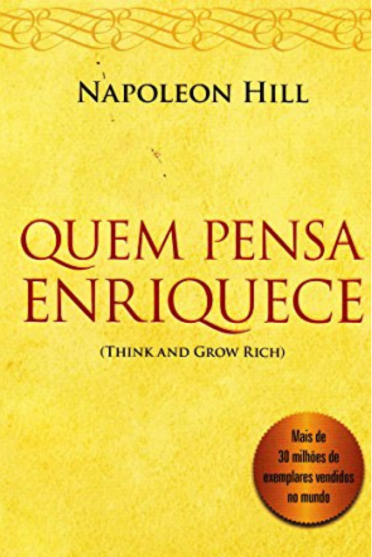 NAPOLEON HILL
QUEM PENSA
ENRIQUECE
(THINK AND GROW RICH)
Mais de
30 milhões de
exemplares vendidos
no mundo